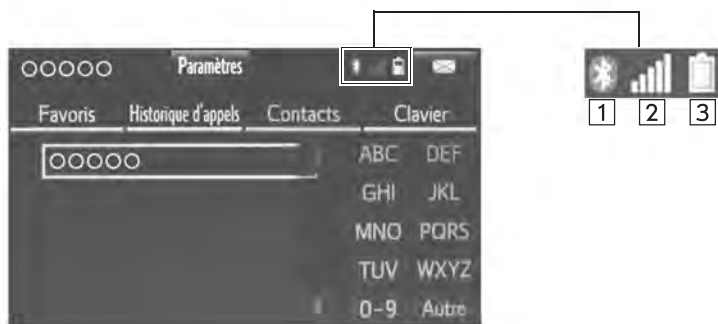 OOOOO Paramètres
Favoris Historique d'appels Contacts Clavier
OOOOO
ABC DEF
GHI JKL
MNO PQRS
TUV WXYZ
0-9 Autre
1 2 3